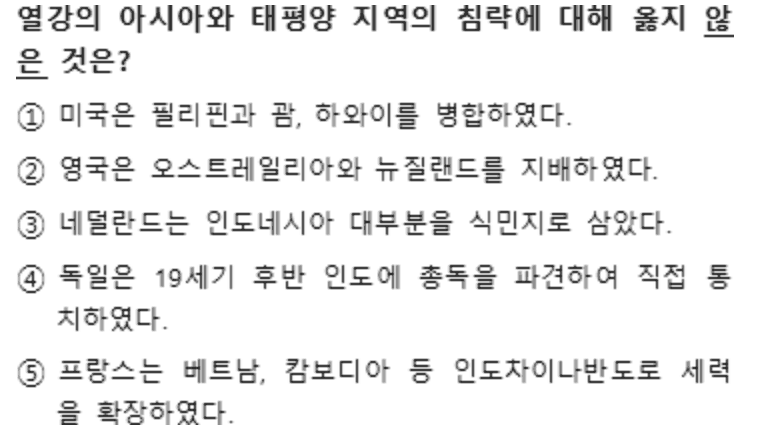 열강의 아시아와 태평양 지역의 침략에 대해 옳지 않
은 것은?
① 미국은 필리핀과 괌, 하와이를 병합하였다.
② 영국은 오스트레일리아와 뉴질랜드를 지배하였다.
③ 네덜란드는 인도네시아 대부분을 식민지로 삼았다.
④ 독일은 19세기 후반 인도에 총독을 파견하여 직접 통
치하였다.
⑤ 프랑스는 베트남, 캄보디아 등 인도차이나반도로 세력
을 확장하였다.